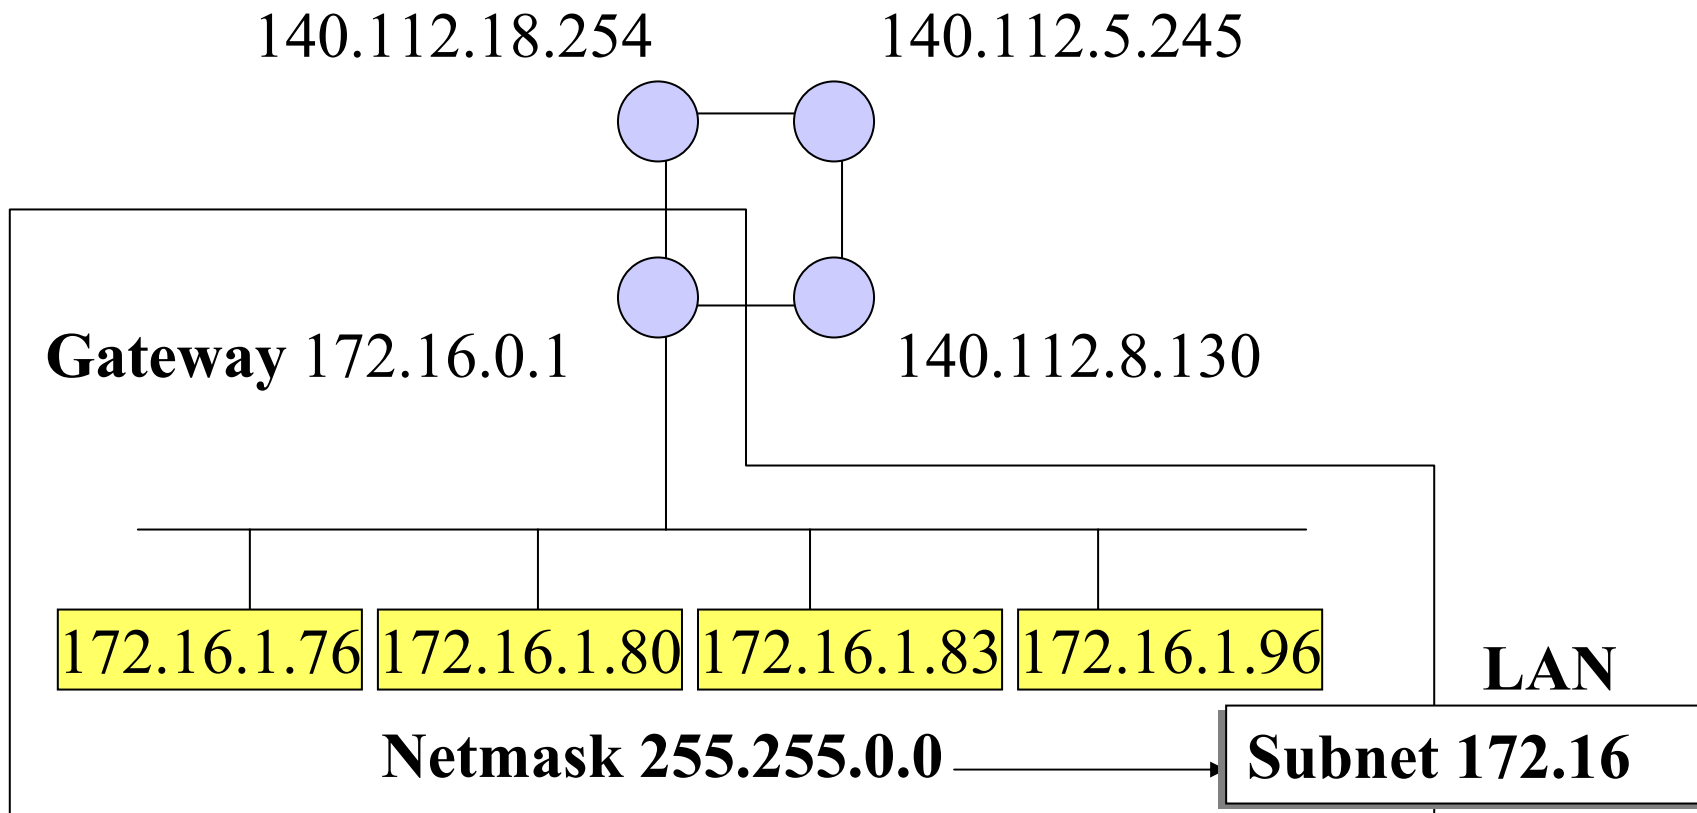 140.112.18.254
140.112.5.245
Gateway 172.16.0.1
140.112.8.130
172.16.1.76
172.16.1.80
172.16.1.83
172.16.1.96
LAN
Netmask 255.255.0.0
Subnet 172.16